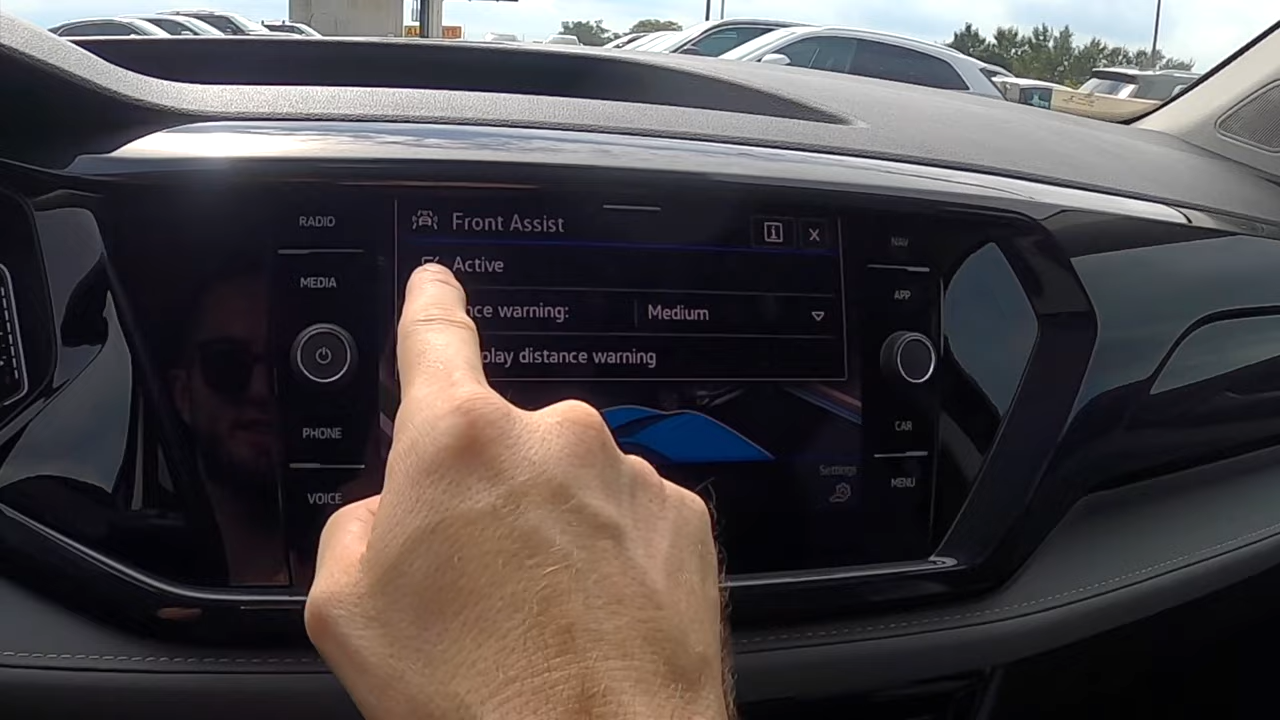 RADIO
MEDIA
PHONE
VOICE
Front Assist
i
X
Active
nce warning:
Medium
play distance warning
Settings
NAV
APP
CAR
MENU